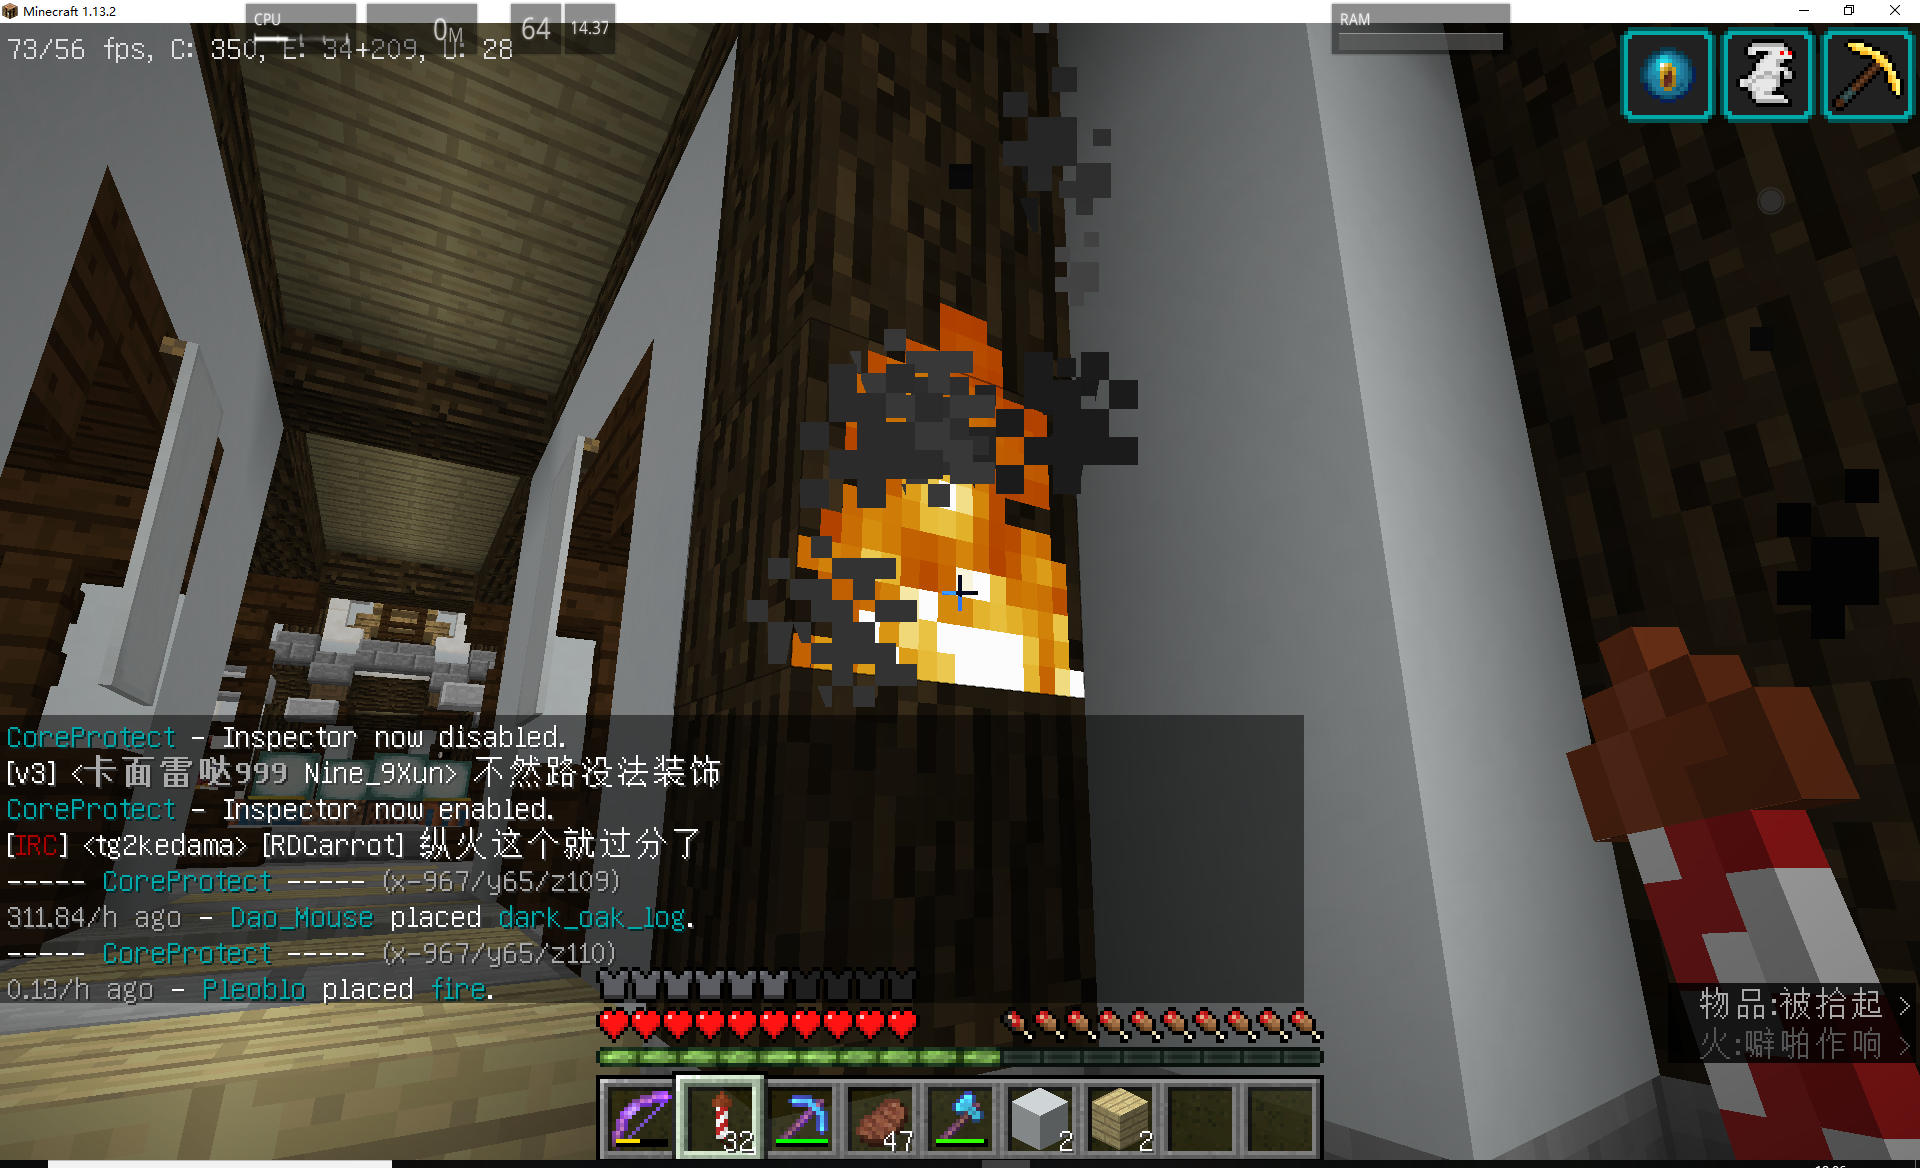 Minecraft 1.13.2
CPU
0M
64
14.37
RAM
73/56 fps, C: 350, E: 34+209, U: 28
CoreProtect - Inspector now disabled.
[v3] <卡面雷哒999 Nine_9Xun> 不然路没法装饰
CoreProtect - Inspector now enabled.
[IRC] <tg2kedama> [RDCarrot] 纵火这个就过分了
----- CoreProtect ----- (x-967/y65/z109)
311.84/h ago - Dao_Mouse placed dark_oak_log.
----- CoreProtect ----- (x-967/y65/z110)
0.13/h ago - Pleoblo placed fire.
物品:被拾起 >
火:噼啪作响 >
32
47
2
2